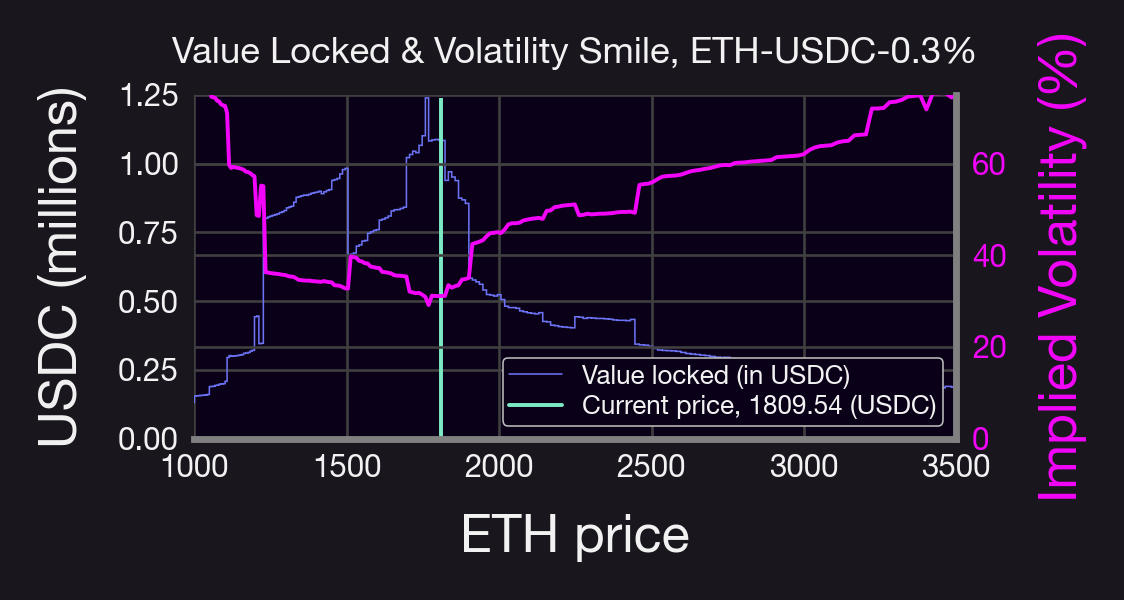 Value Locked & Volatility Smile, ETH-USDC-0.3%
USDC (millions)
1.25
1.00
0.75
0.50
0.25
0.00
1000
1500
2000
2500
3000
3500
ETH price
60
40
20
0
Implied Volatility (%)
Value locked (in USDC)
Current price, 1809.54 (USDC)